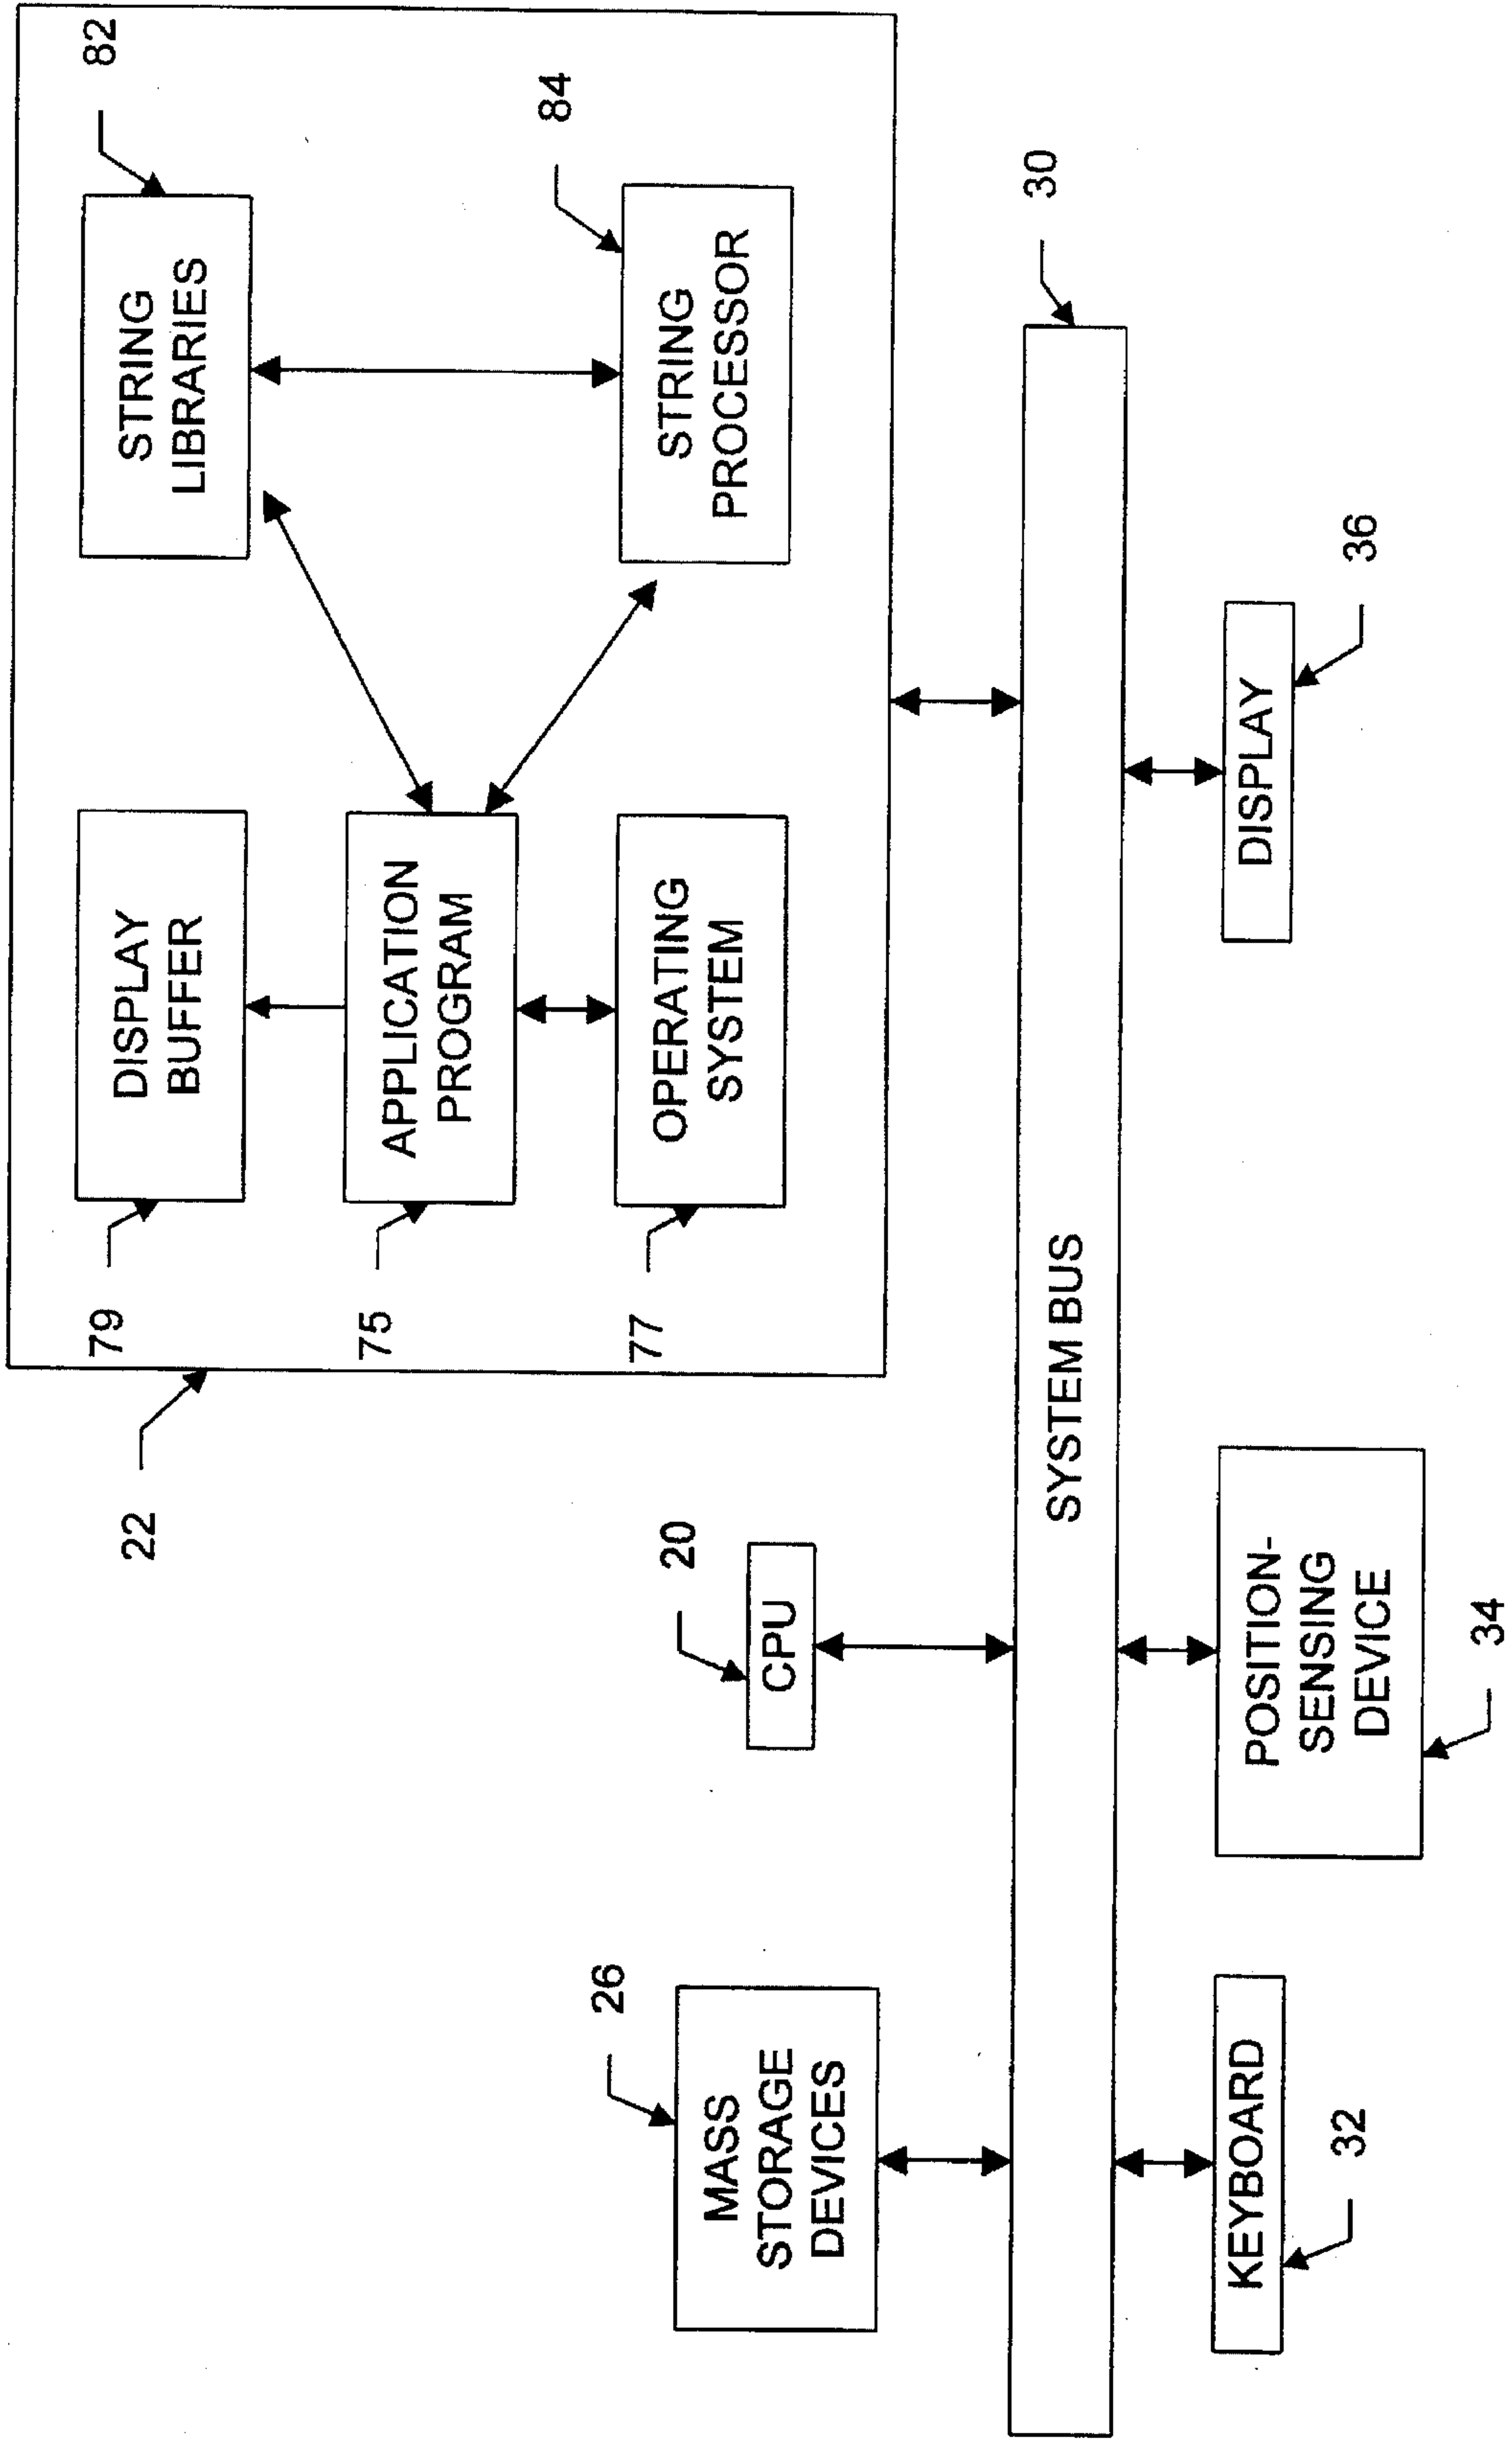 82
STRING
LIBRARIES
84
STRING
PROCESSOR
79
DISPLAY
BUFFER
75
APPLICATION
PROGRAM
77
OPERATING
SYSTEM
22
20
CPU
26
MASS
STORAGE
DEVICES
30
SYSTEM BUS
KEYBOARD
32
POSITION-
SENSING
DEVICE
34
DISPLAY
36